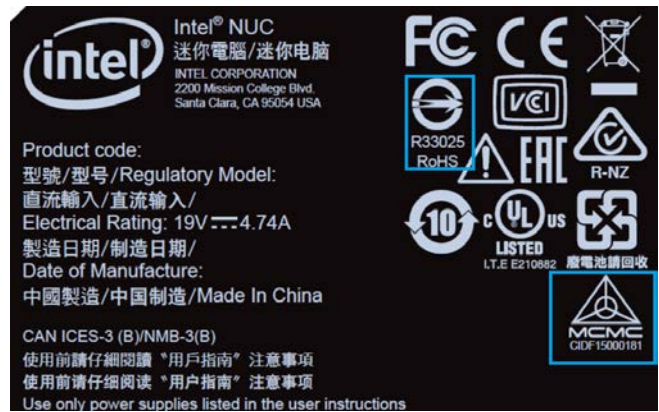 intel®
Intel® NUC
迷你電腦/迷你电脑
INTEL CORPORATION
2200 Mission College Blvd.
Santa Clara, CA 95054 USA
Product code:
型號/型号/Regulatory Model:
直流輸入/直流输入/
Electrical Rating: 19V 4.74A
製造日期/制造日期/
Date of Manufacture:
中國製造/中国制造/Made In China
CAN ICES-3 (B)/NMB-3(B)
使用前請仔細閱讀〝用戶指南〞注意事項
使用前请仔细阅读〝用户指南〞注意事項
Use only power supplies listed in the user instructions
FC CE
R33025
RoHS
VCI
EAC
R-NZ
10
C UL US
LISTED
I.T.E E210882
廢電池請回收
MCMC
CIDF15000181